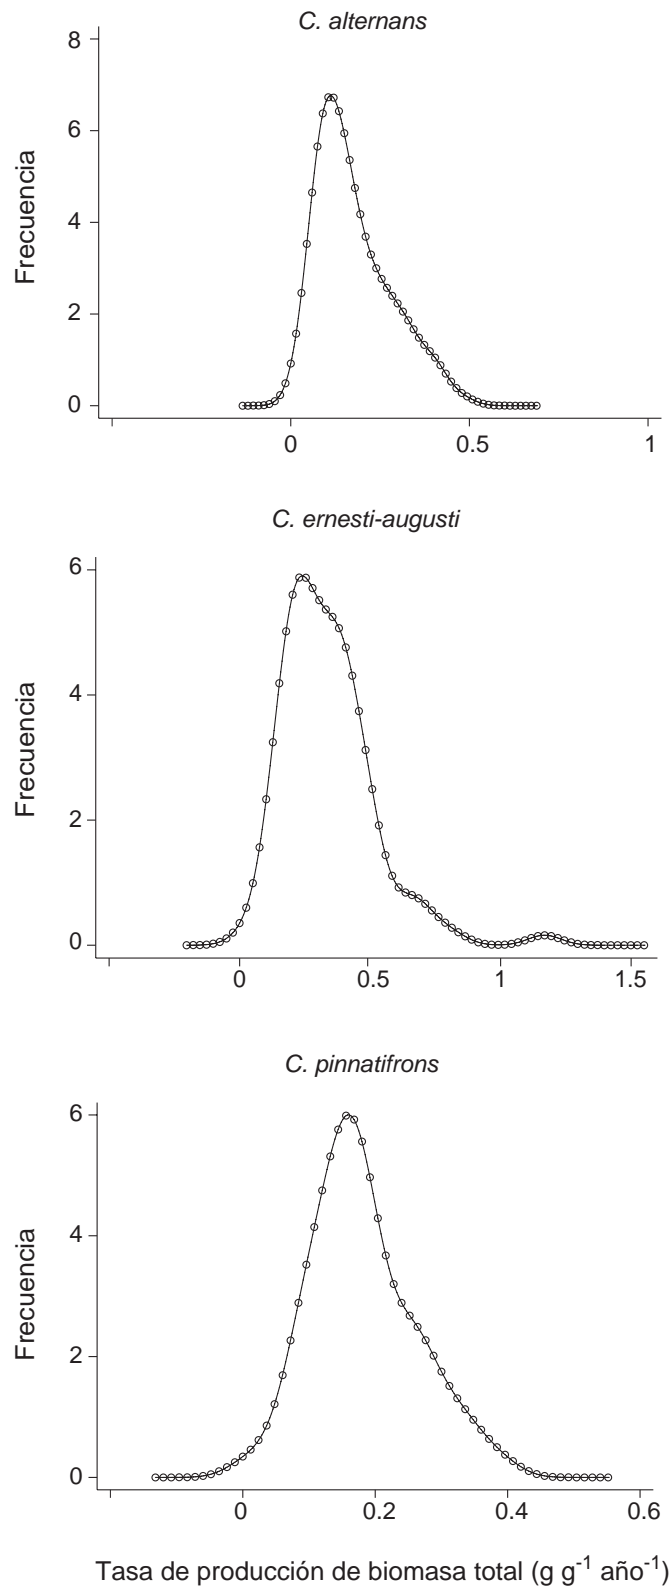 C. alternans
8
6
4
2
0
Frecuencia
0 0.5 1
C. ernesti-augusti
6
4
2
0
Frecuencia
0 0.5 1 1.5
C. pinnatifrons
6
4
2
0
Frecuencia
0 0.2 0.4 0.6
Tasa de producción de biomasa total (g g⁻¹ año⁻¹)